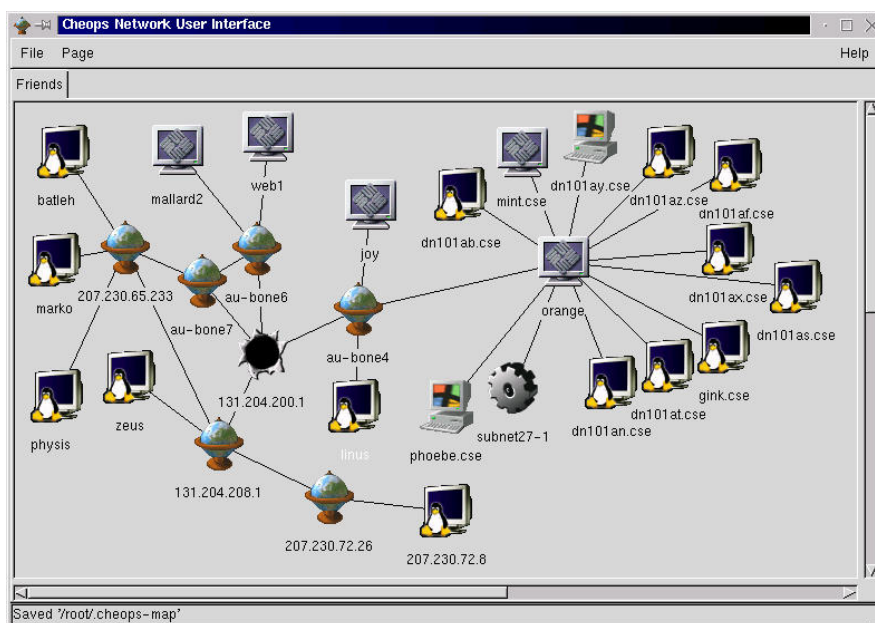 Cheops Network User Interface
File Page Help
Friends
batleh
mallard2
web1
joy
dn101ab.cse
mint.cse
dn101ay.cse
dn101az.cse
dn101af.cse
marko
207.230.65.233
au-bone6
au-bone7
au-bone4
orange
dn101ax.cse
dn101as.cse
physis
zeus
131.204.200.1
linus
phoebe.cse
subnet27-1
dn101an.cse
dn101at.cse
gink.cse
131.204.208.1
207.230.72.26
207.230.72.8
Saved '/root/.cheops-map'